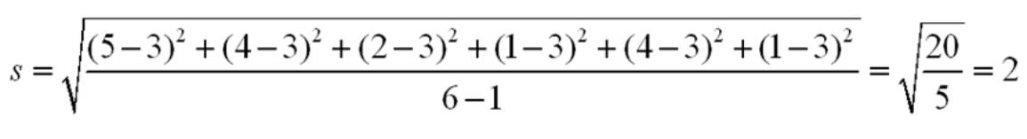 s = √((5−3)² + (4−3)² + (2−3)² + (1−3)² + (4−3)² + (1−3)² / 6−1) = √(20/5) = 2